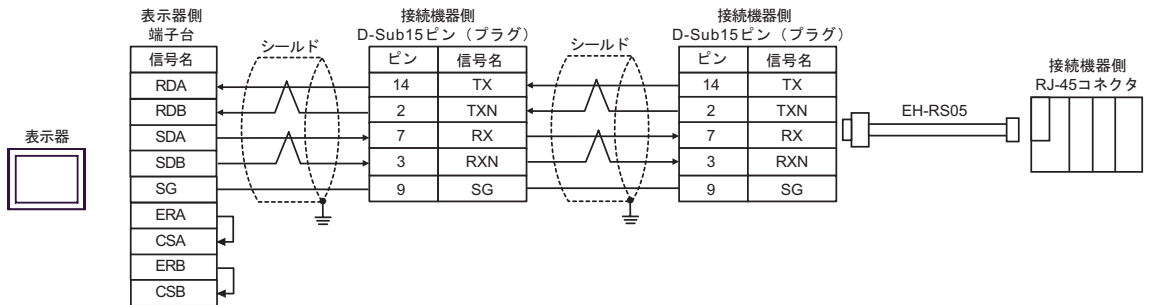 表示器
表示器側
端子台
信号名
RDA
RDB
SDA
SDB
SG
ERA
CSA
ERB
CSB
シールド
接続機器側
D-Sub15ピン（プラグ）
ピン 信号名
14 TX
2 TXN
7 RX
3 RXN
9 SG
シールド
接続機器側
D-Sub15ピン（プラグ）
ピン 信号名
14 TX
2 TXN
7 RX
3 RXN
9 SG
EH-RS05
接続機器側
RJ-45コネクタ